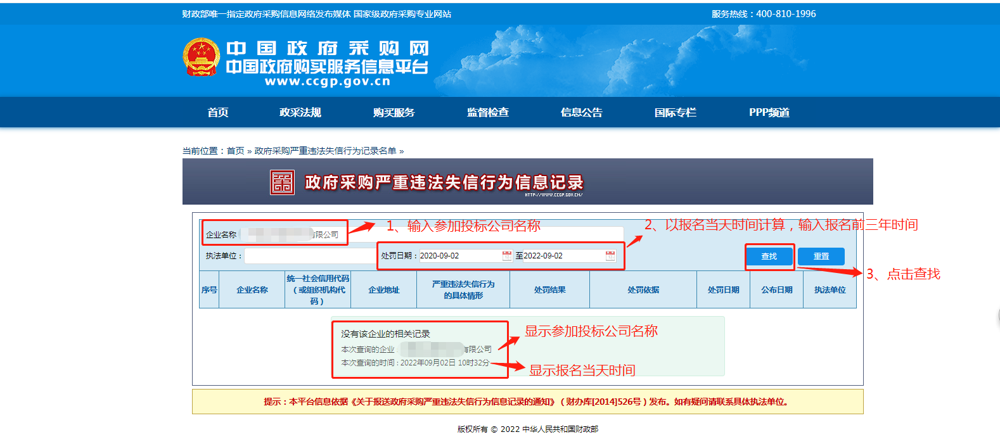 财政部唯一指定政府采购信息网络发布媒体 国家级政府采购专业网站
服务热线：400-810-1996
中国政府采购网
中国政府购买服务信息平台
www.ccgp.gov.cn
首页 政采法规 购买服务 监督检查 信息公告 国际专栏 PPP频道
当前位置：首页 » 政府采购严重违法失信行为记录名单 »
政府采购严重违法失信行为信息记录
HTTP://WWW.CCGP.GOV.CN/
企业名称 有限公司
1、输入参加投标公司名称
2、以报名当天时间计算，输入报名前三年时间
执法单位：
处罚日期：2020-09-02 至2022-09-02
查找 重置
3、点击查找
序号 企业名称 统一社会信用代码（或组织机构代码） 企业地址 严重违法失信行为的具体情形 处罚结果 处罚依据 处罚日期 公布日期 执法单位
没有该企业的相关记录
本次查询的企业： 有限公司
本次查询的时间：2022年09月02日 10时32分
显示参加投标公司名称
显示报名当天时间
提示：本平台信息依据《关于报送政府采购严重违法失信行为信息记录的通知》（财办库[2014]526号）发布。如有疑问请联系具体执法单位。
版权所有 © 2022 中华人民共和国财政部